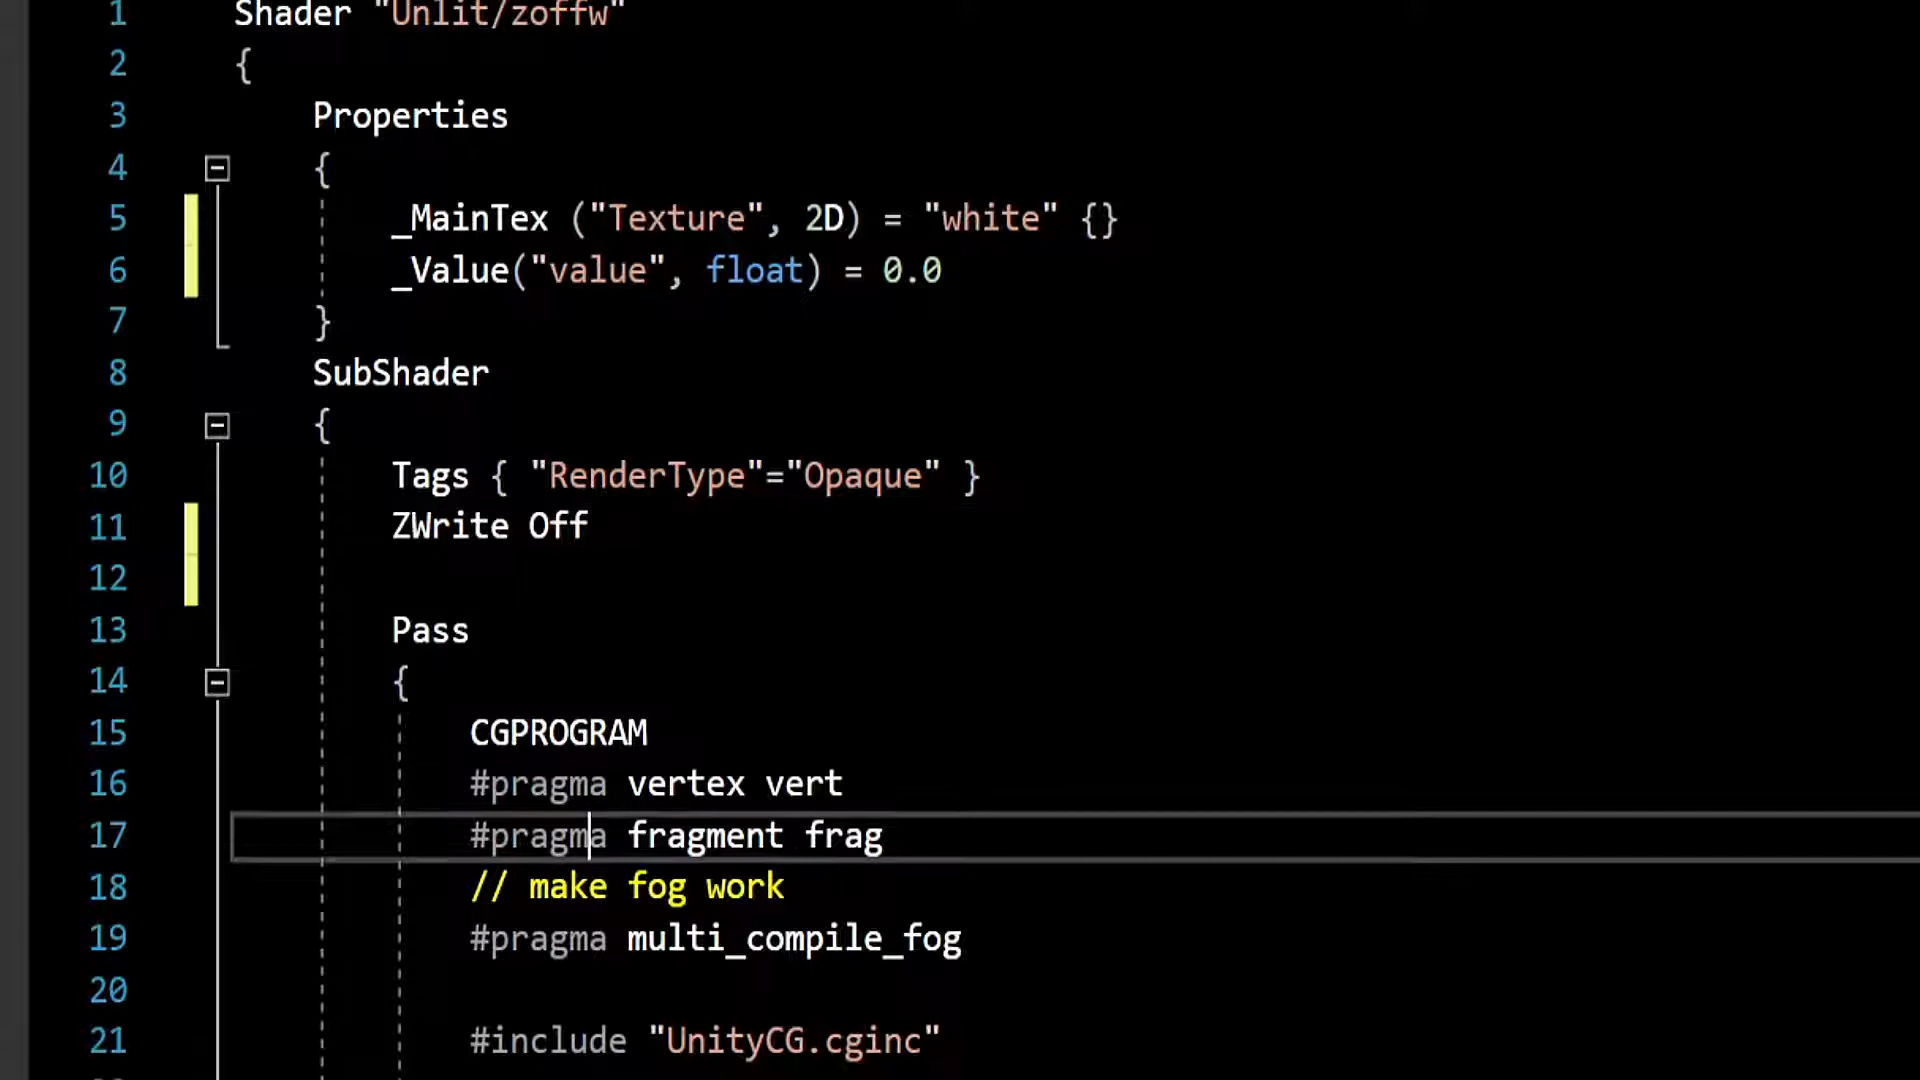 1 Shader "Unlit/zoffw"
2 {
3 Properties
4 {
5 _MainTex ("Texture", 2D) = "white" {}
6 _Value("value", float) = 0.0
7 }
8 SubShader
9 {
10 Tags { "RenderType"="Opaque" }
11 ZWrite Off
12
13 Pass
14 {
15 CGPROGRAM
16 #pragma vertex vert
17 #pragma fragment frag
18 // make fog work
19 #pragma multi_compile_fog
20
21 #include "UnityCG.cginc"